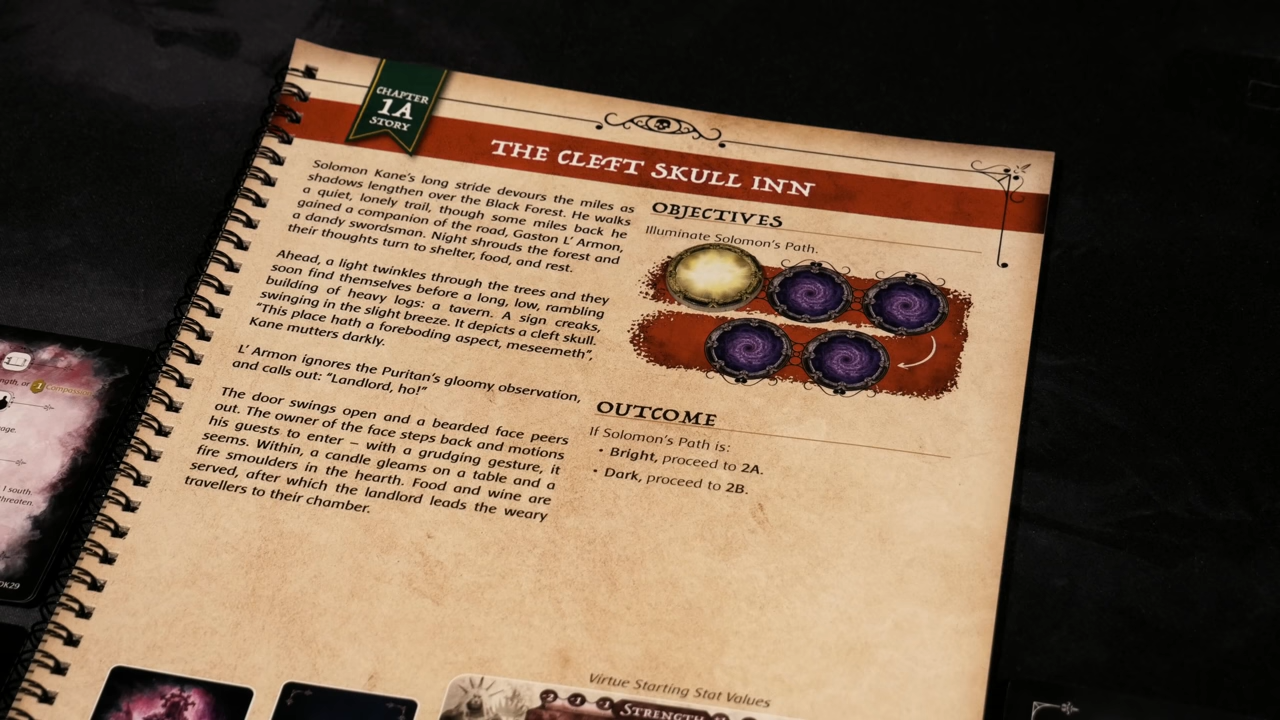 CHAPTER
1A
STORY
THE CLEFT SKULL INN
Solomon Kane's long stride devours the miles as
shadows lengthen over the Black Forest. He walks
a quiet, lonely trail, though some miles back he
gained a companion of the road, Gaston L' Armon,
a dandy swordsman. Night shrouds the forest and
their thoughts turn to shelter, food, and rest.
Ahead, a light twinkles through the trees and they
soon find themselves before a long, low, rambling
building of heavy logs: a tavern. A sign creaks,
swinging in the slight breeze. It depicts a cleft skull.
"This place hath a foreboding aspect, meseemeth",
Kane mutters darkly.
L' Armon ignores the Puritan's gloomy observation,
and calls out: "Landlord, ho!"
The door swings open and a bearded face peers
out. The owner of the face steps back and motions
his guests to enter – with a grudging gesture, it
seems. Within, a candle gleams on a table and a
fire smoulders in the hearth. Food and wine are
served, after which the landlord leads the weary
travellers to their chamber.
OBJECTIVES
Illuminate Solomon's Path.
OUTCOME
If Solomon's Path is:
• Bright, proceed to 2A.
• Dark, proceed to 2B.
Virtue Starting Stat Values
STRENGTH
or 1 Compassion
1 south.
threaten.